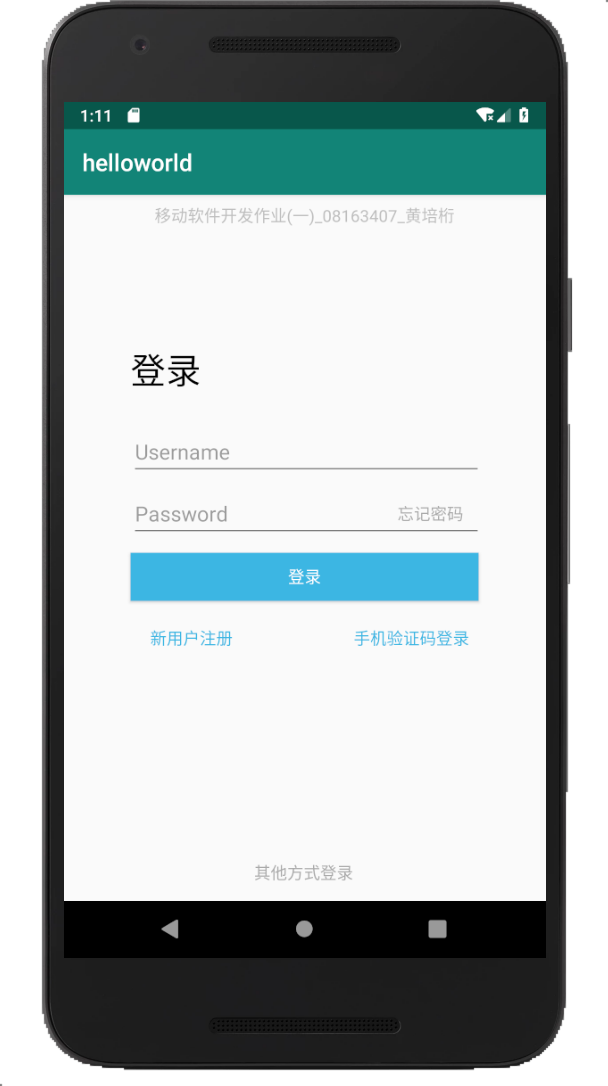 1:11
helloworld
移动软件开发作业(一)_08163407_黄培桁
登录
Username
Password 忘记密码
登录
新用户注册 手机验证码登录
其他方式登录